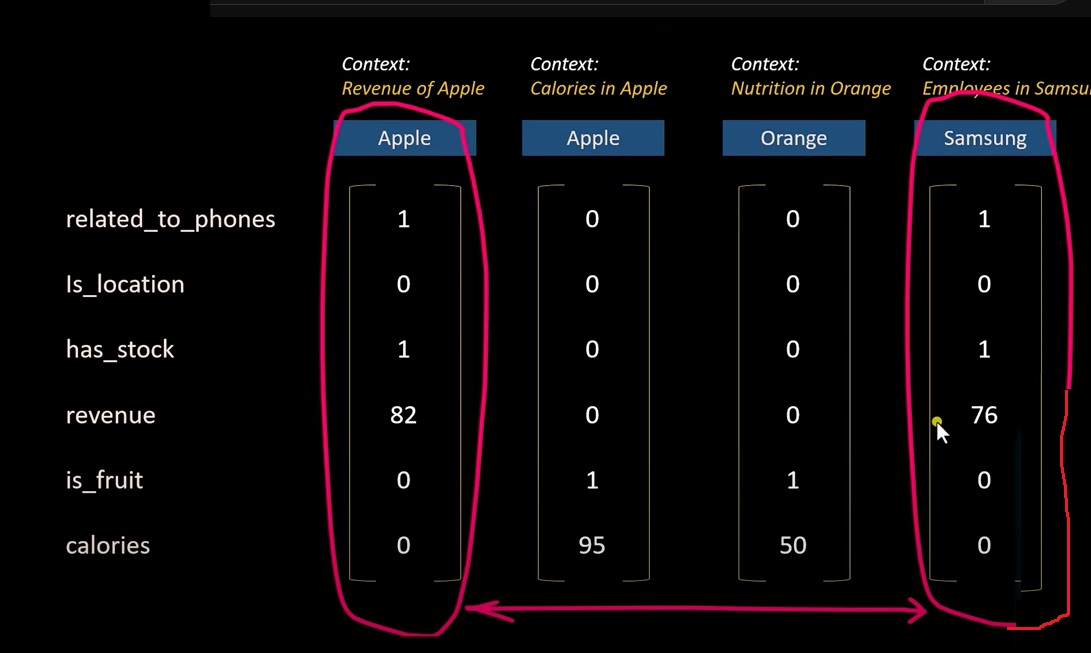 Context: Context: Context: Context:
Revenue of Apple Calories in Apple Nutrition in Orange Employees in Samsu
Apple Apple Orange Samsung
related_to_phones 1 0 0 1
Is_location 0 0 0 0
has_stock 1 0 0 1
revenue 82 0 0 76
is_fruit 0 1 1 0
calories 0 95 50 0